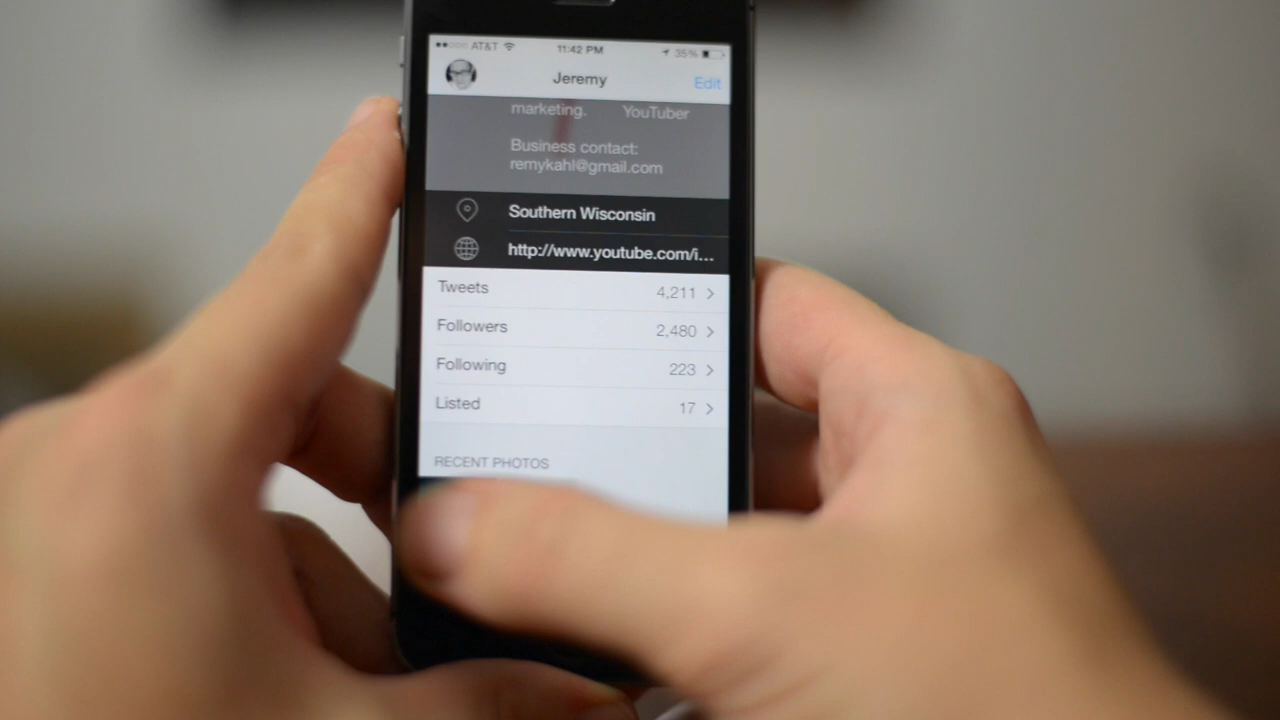 AT&T 11:42 PM 35%
Jeremy Edit
marketing. YouTuber
Business contact:
remykahl@gmail.com
Southern Wisconsin
http://www.youtube.com/i...
Tweets 4,211
Followers 2,480
Following 223
Listed 17
RECENT PHOTOS